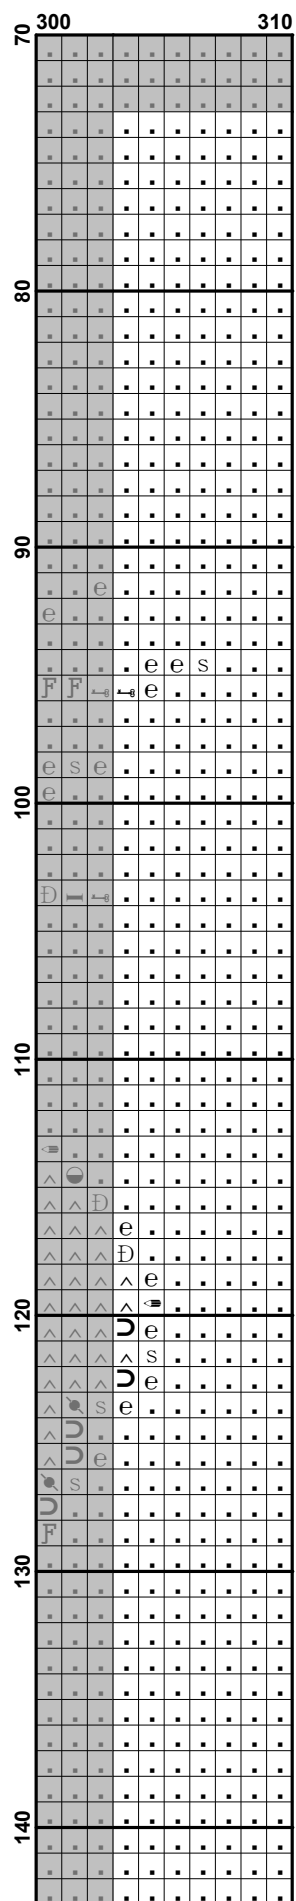 300 310
70
80
90
e
e
e e s
F F e
e s e
e
100
Đ
110
^
^ ^ Đ
^ ^ ^ e
^ ^ ^ Đ
^ ^ ^ ^ e
^ ^ ^ ^
120
^ ^ ^ ⊃ e
^ ^ ^ ^ s
^ ^ ^ ⊃ e
^ s e
^ ⊃
^ ⊃ e
s
⊃
F
130
140